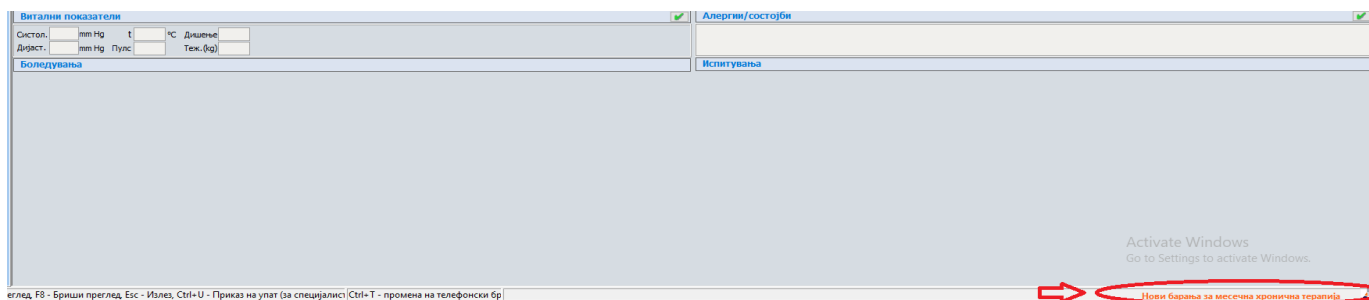 Витални показатели
Алергии/состојби
Систол. mm Hg t °C Дишење
Дијаст. mm Hg Пулс Теж.(kg)
Боледувања
Испитувања
Activate Windows
Go to Settings to activate Windows.
еглед, F8 - Бриши преглед, Esc - Излез, Ctrl+U - Приказ на упат (за специјалист
Ctrl+T - промена на телефонски бр
Нови барања за месечна хронична терапија